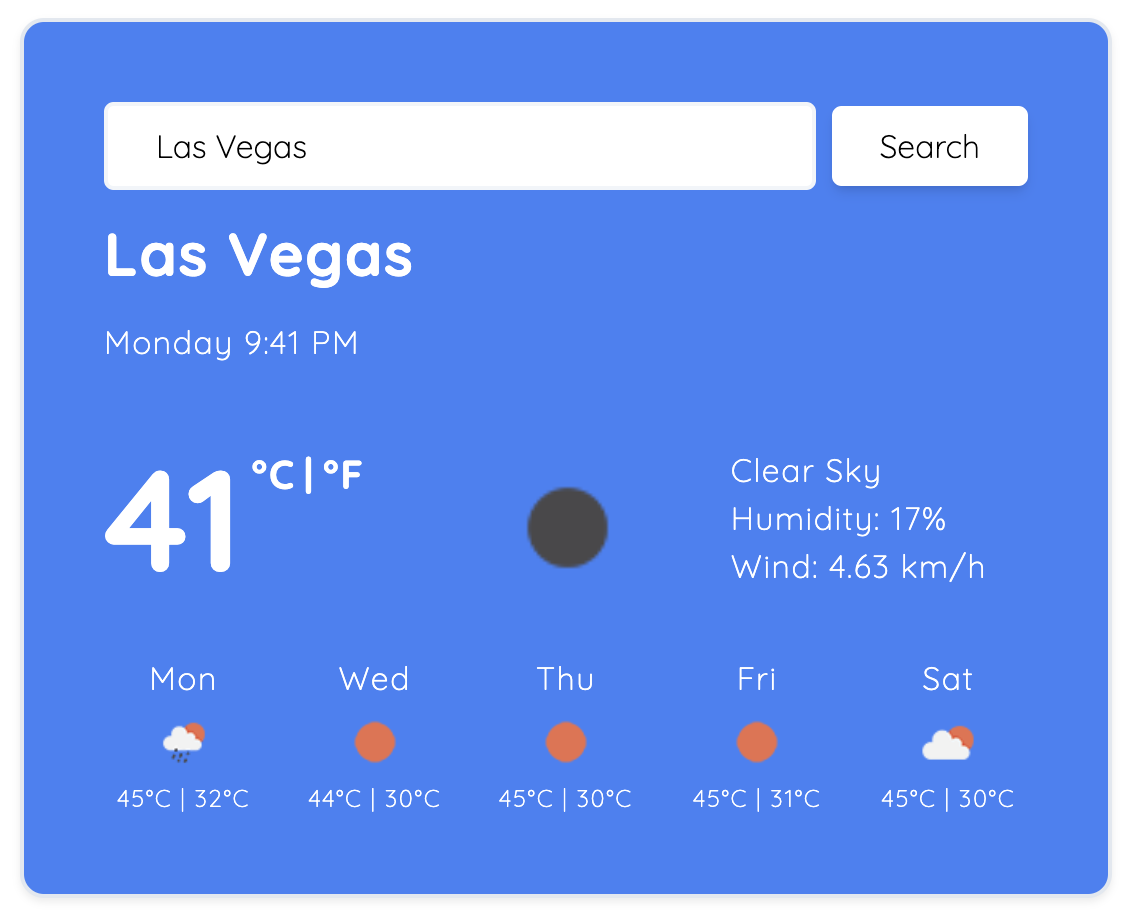 Las Vegas
Search
Las Vegas
Monday 9:41 PM
41 °C | °F
Clear Sky
Humidity: 17%
Wind: 4.63 km/h
Mon Wed Thu Fri Sat
45°C | 32°C 44°C | 30°C 45°C | 30°C 45°C | 31°C 45°C | 30°C